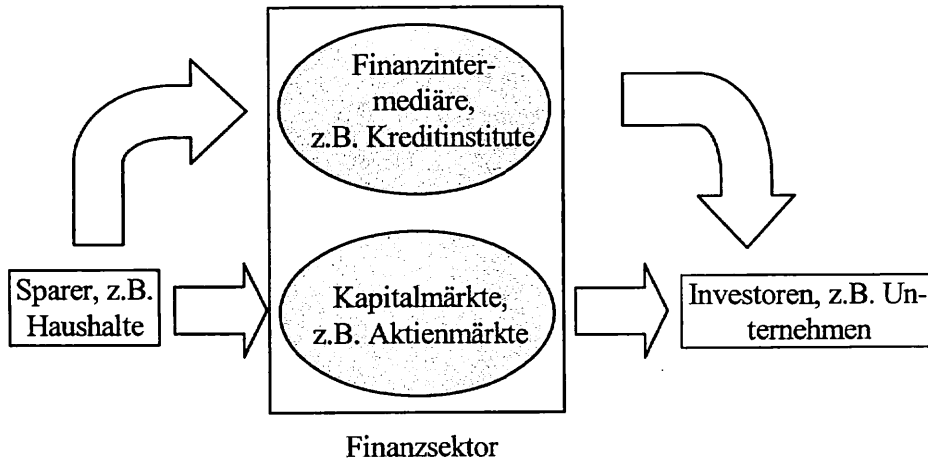 Finanzinter-
mediäre,
z.B. Kreditinstitute
Sparer, z.B.
Haushalte
Kapitalmärkte,
z.B. Aktienmärkte
Investoren, z.B. Un-
ternehmen
Finanzsektor